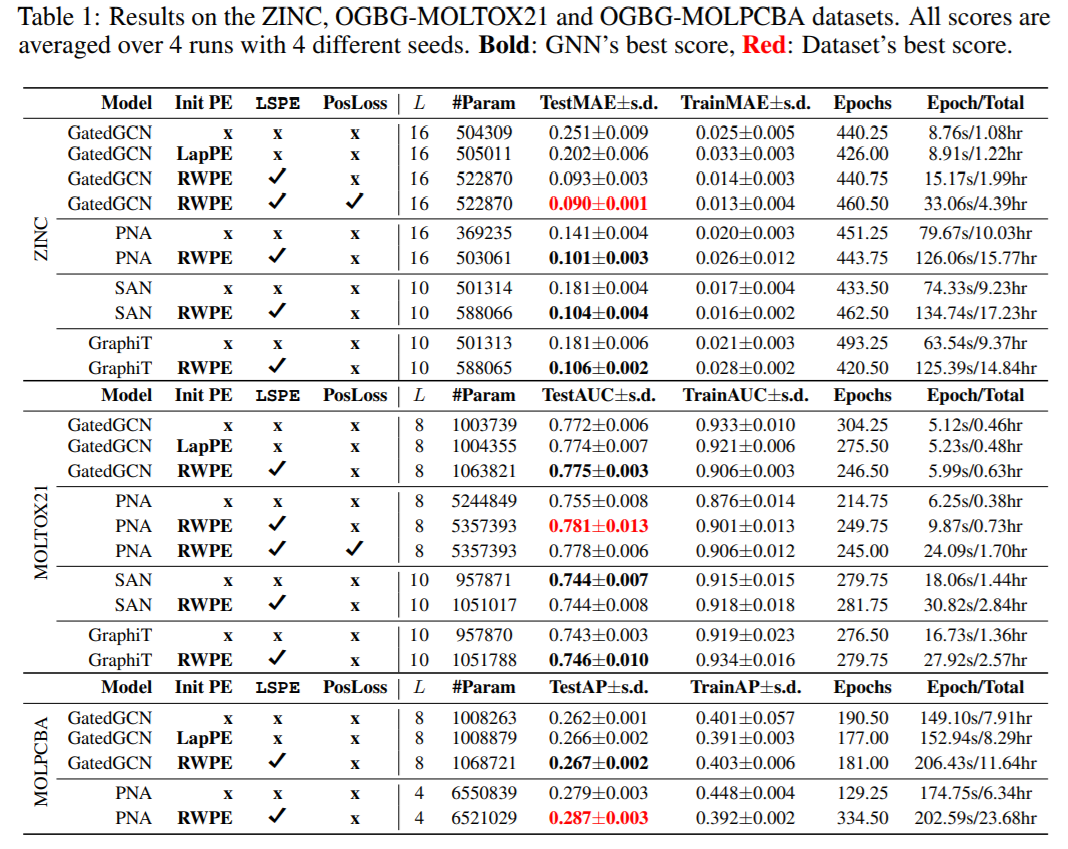 Table 1: Results on the ZINC, OGBG-MOLTOX21 and OGBG-MOLPCBA datasets. All scores are
averaged over 4 runs with 4 different seeds. Bold: GNN's best score, Red: Dataset's best score.
Model Init PE LSPE PosLoss L #Param TestMAE±s.d. TrainMAE±s.d. Epochs Epoch/Total
ZINC
GatedGCN x x x 16 504309 0.251±0.009 0.025±0.005 440.25 8.76s/1.08hr
GatedGCN LapPE x x 16 505011 0.202±0.006 0.033±0.003 426.00 8.91s/1.22hr
GatedGCN RWPE ✓ x 16 522870 0.093±0.003 0.014±0.003 440.75 15.17s/1.99hr
GatedGCN RWPE ✓ ✓ 16 522870 0.090±0.001 0.013±0.004 460.50 33.06s/4.39hr
PNA x x x 16 369235 0.141±0.004 0.020±0.003 451.25 79.67s/10.03hr
PNA RWPE ✓ x 16 503061 0.101±0.003 0.026±0.012 443.75 126.06s/15.77hr
SAN x x x 10 501314 0.181±0.004 0.017±0.004 433.50 74.33s/9.23hr
SAN RWPE ✓ x 10 588066 0.104±0.004 0.016±0.002 462.50 134.74s/17.23hr
GraphiT x x x 10 501313 0.181±0.006 0.021±0.003 493.25 63.54s/9.37hr
GraphiT RWPE ✓ x 10 588065 0.106±0.002 0.028±0.002 420.50 125.39s/14.84hr
Model Init PE LSPE PosLoss L #Param TestAUC±s.d. TrainAUC±s.d. Epochs Epoch/Total
MOLTOX21
GatedGCN x x x 8 1003739 0.772±0.006 0.933±0.010 304.25 5.12s/0.46hr
GatedGCN LapPE x x 8 1004355 0.774±0.007 0.921±0.006 275.50 5.23s/0.48hr
GatedGCN RWPE ✓ x 8 1063821 0.775±0.003 0.906±0.003 246.50 5.99s/0.63hr
PNA x x x 8 5244849 0.755±0.008 0.876±0.014 214.75 6.25s/0.38hr
PNA RWPE ✓ x 8 5357393 0.781±0.013 0.901±0.013 249.75 9.87s/0.73hr
PNA RWPE ✓ ✓ 8 5357393 0.778±0.006 0.906±0.012 245.00 24.09s/1.70hr
SAN x x x 10 957871 0.744±0.007 0.915±0.015 279.75 18.06s/1.44hr
SAN RWPE ✓ x 10 1051017 0.744±0.008 0.918±0.018 281.75 30.82s/2.84hr
GraphiT x x x 10 957870 0.743±0.003 0.919±0.023 276.50 16.73s/1.36hr
GraphiT RWPE ✓ x 10 1051788 0.746±0.010 0.934±0.016 279.75 27.92s/2.57hr
Model Init PE LSPE PosLoss L #Param TestAP±s.d. TrainAP±s.d. Epochs Epoch/Total
MOLPCBA
GatedGCN x x x 8 1008263 0.262±0.001 0.401±0.057 190.50 149.10s/7.91hr
GatedGCN LapPE x x 8 1008879 0.266±0.002 0.391±0.003 177.00 152.94s/8.29hr
GatedGCN RWPE ✓ x 8 1068721 0.267±0.002 0.403±0.006 181.00 206.43s/11.64hr
PNA x x x 4 6550839 0.279±0.003 0.448±0.004 129.25 174.75s/6.34hr
PNA RWPE ✓ x 4 6521029 0.287±0.003 0.392±0.002 334.50 202.59s/23.68hr